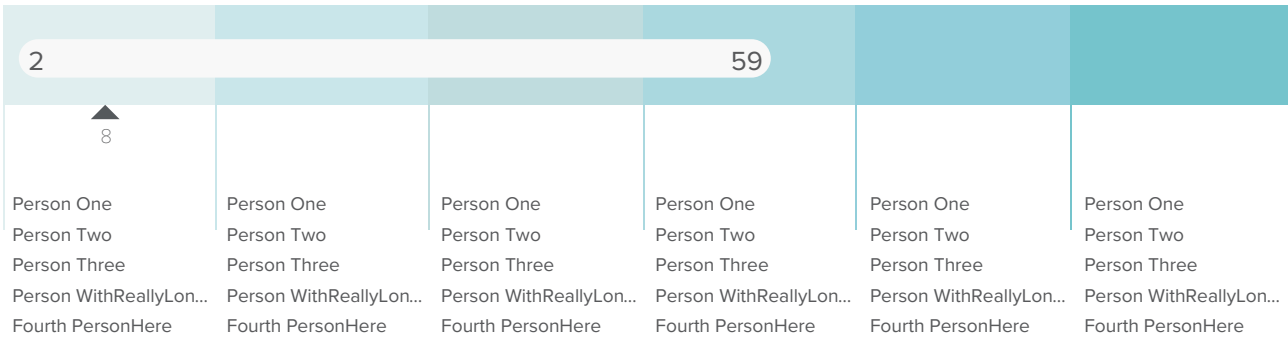 2 59
8
Person One Person One Person One Person One Person One Person One
Person Two Person Two Person Two Person Two Person Two Person Two
Person Three Person Three Person Three Person Three Person Three Person Three
Person WithReallyLon... Person WithReallyLon... Person WithReallyLon... Person WithReallyLon... Person WithReallyLon... Person WithReallyLon...
Fourth PersonHere Fourth PersonHere Fourth PersonHere Fourth PersonHere Fourth PersonHere Fourth PersonHere